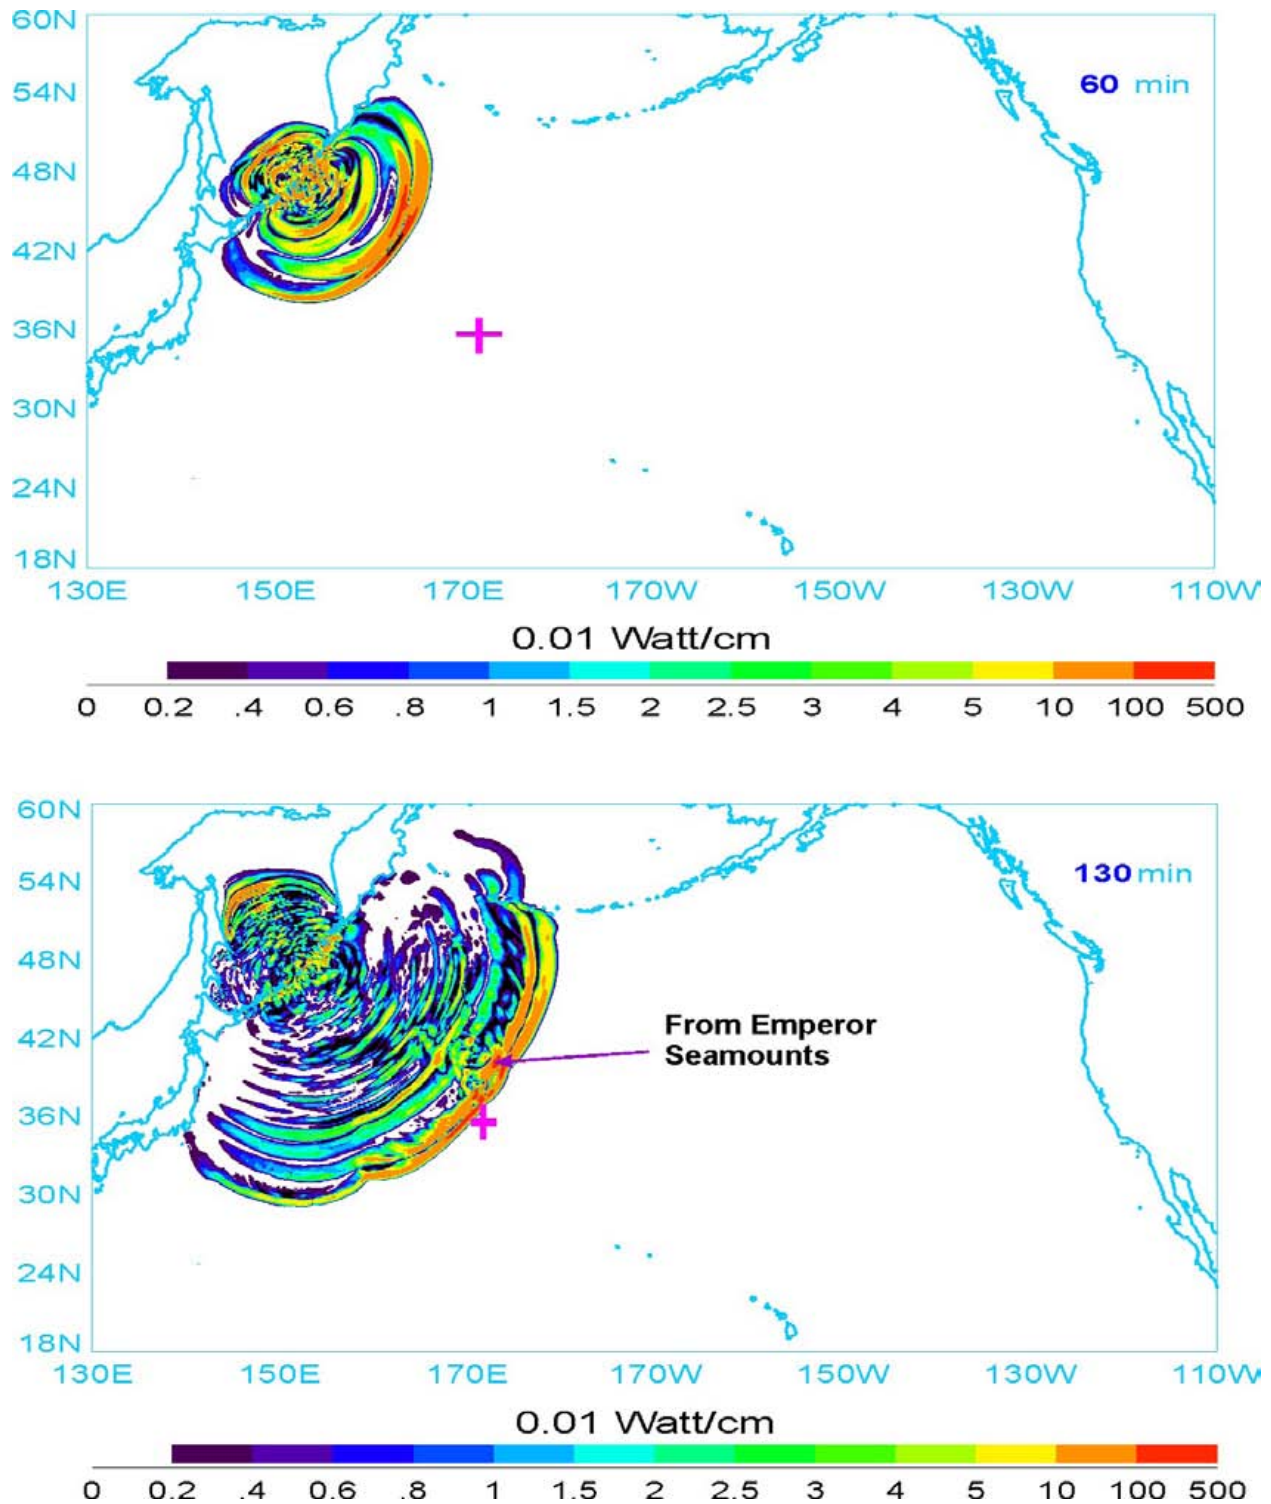 60N
54N
60 min
48N
42N
36N
30N
24N
18N
130E 150E 170E 170W 150W 130W 110W
0.01 Watt/cm
0 0.2 .4 0.6 .8 1 1.5 2 2.5 3 4 5 10 100 500
60N
54N
130 min
48N
42N
From Emperor
Seamounts
36N
30N
24N
18N
130E 150E 170E 170W 150W 130W 110W
0.01 Watt/cm
0 0.2 .4 0.6 .8 1 1.5 2 2.5 3 4 5 10 100 500